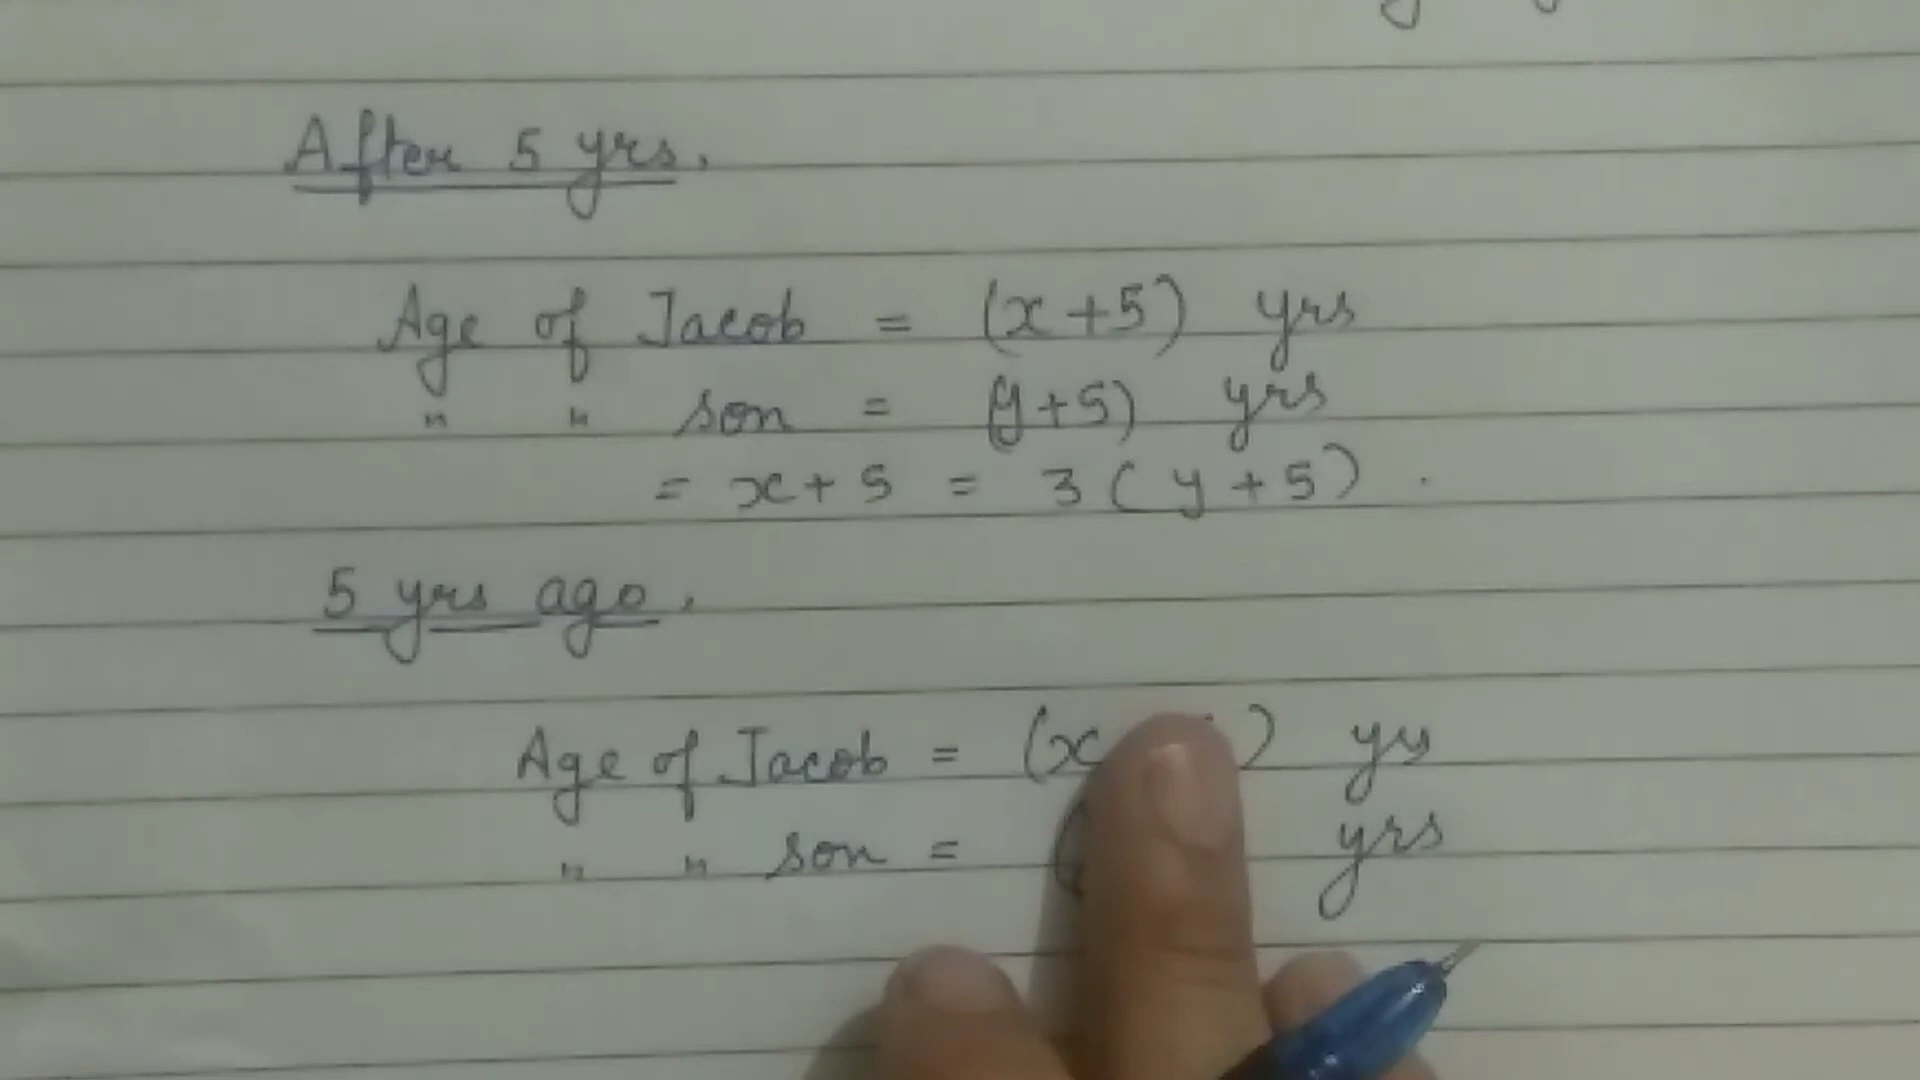 After 5 yrs.
Age of Jacob = (x+5) yrs
" " son = (y+5) yrs
= x+5 = 3(y+5).
5 yrs ago.
Age of Jacob = (x ) yrs
" " son = ( yrs